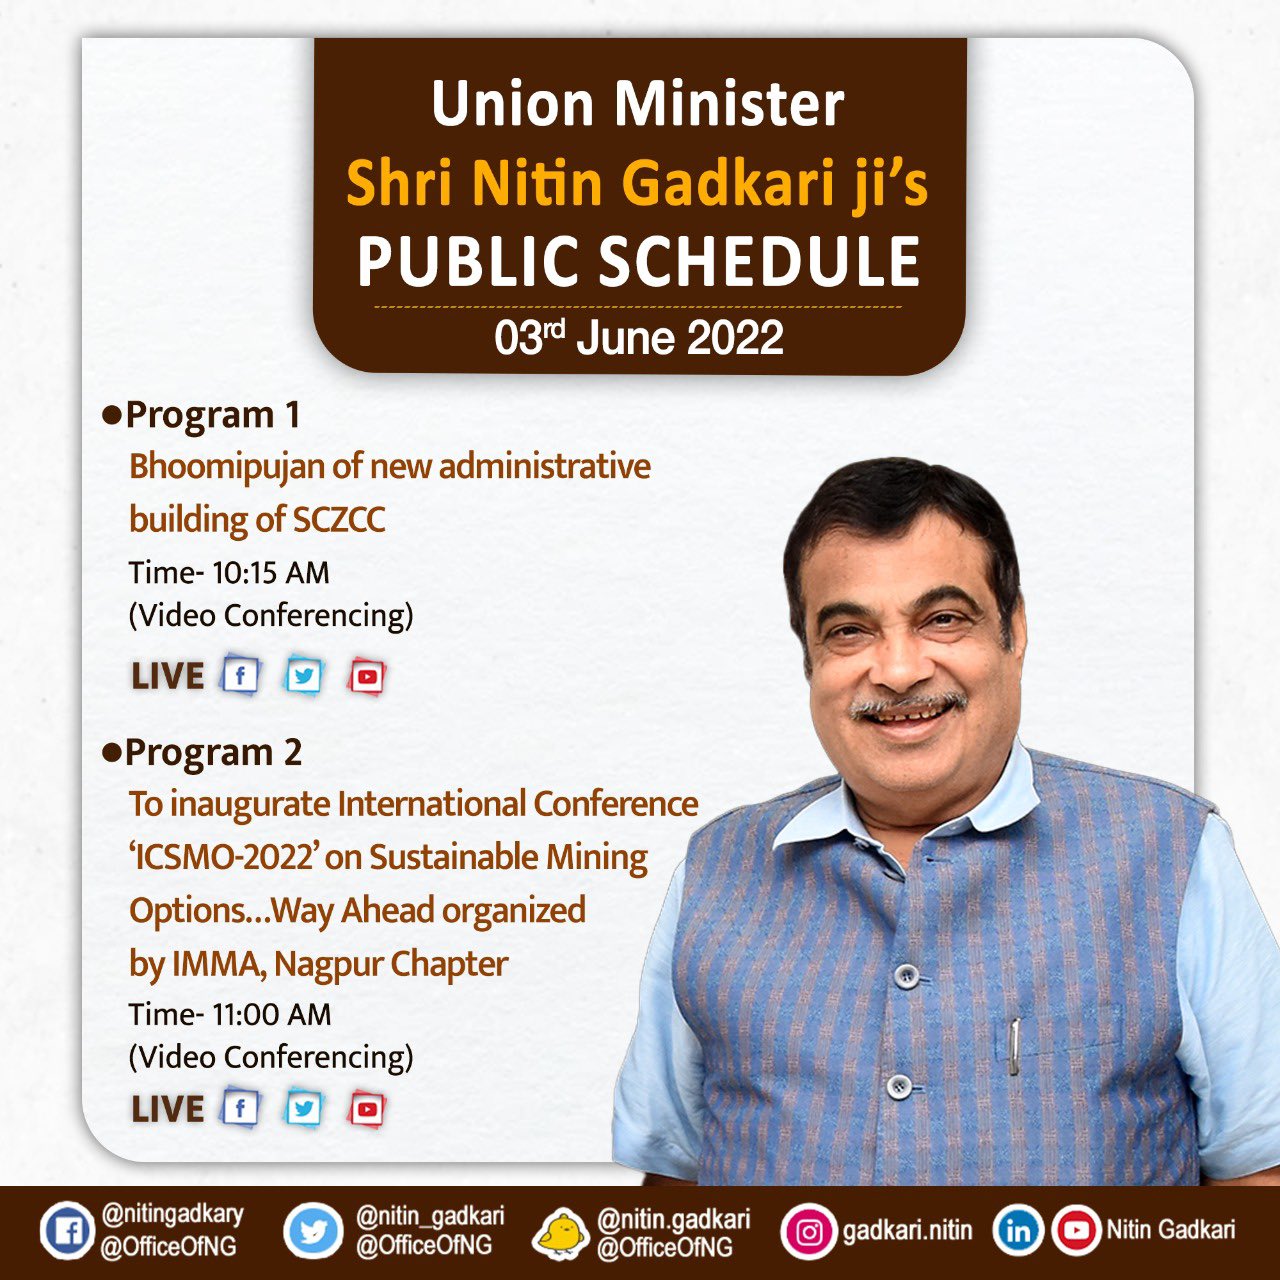 Union Minister
Shri Nitin Gadkari ji's
PUBLIC SCHEDULE
03rd June 2022
●Program 1
Bhoomipujan of new administrative
building of SCZCC
Time- 10:15 AM
(Video Conferencing)
LIVE
●Program 2
To inaugurate International Conference
‘ICSMO-2022’ on Sustainable Mining
Options...Way Ahead organized
by IMMA, Nagpur Chapter
Time- 11:00 AM
(Video Conferencing)
LIVE
@nitingadkary
@OfficeOfNG
@nitin_gadkari
@OfficeOfNG
@nitin.gadkari
@OfficeOfNG
gadkari.nitin
Nitin Gadkari